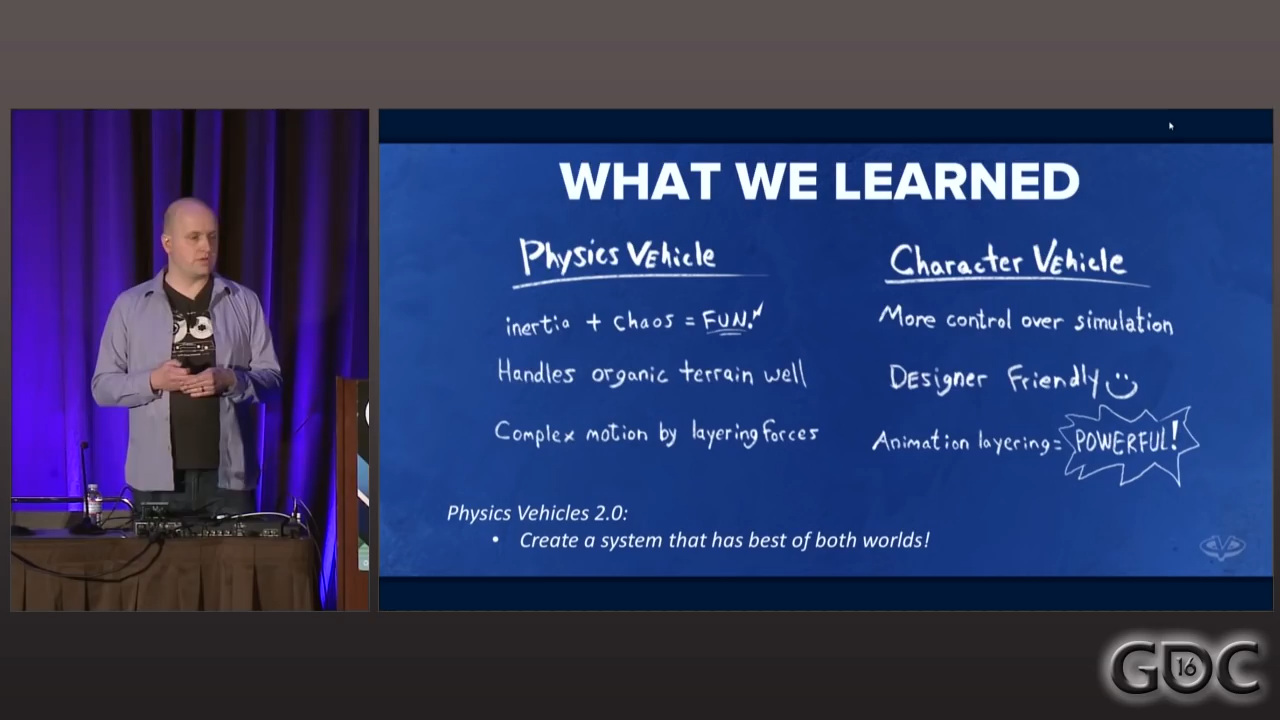 WHAT WE LEARNED
Physics Vehicle
inertia + chaos = FUN!
Handles organic terrain well
Complex motion by layering forces
Character Vehicle
More control over simulation
Designer Friendly
Animation layering = POWERFUL!
Physics Vehicles 2.0:
• Create a system that has best of both worlds!
GDC
16